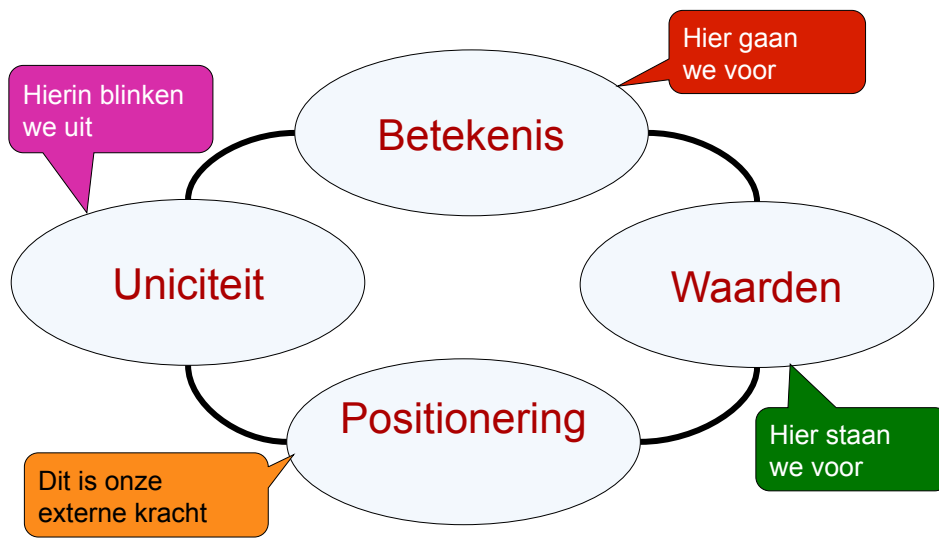 Hier gaan
we voor
Hierin blinken
we uit
Betekenis
Uniciteit
Waarden
Positionering
Hier staan
we voor
Dit is onze
externe kracht